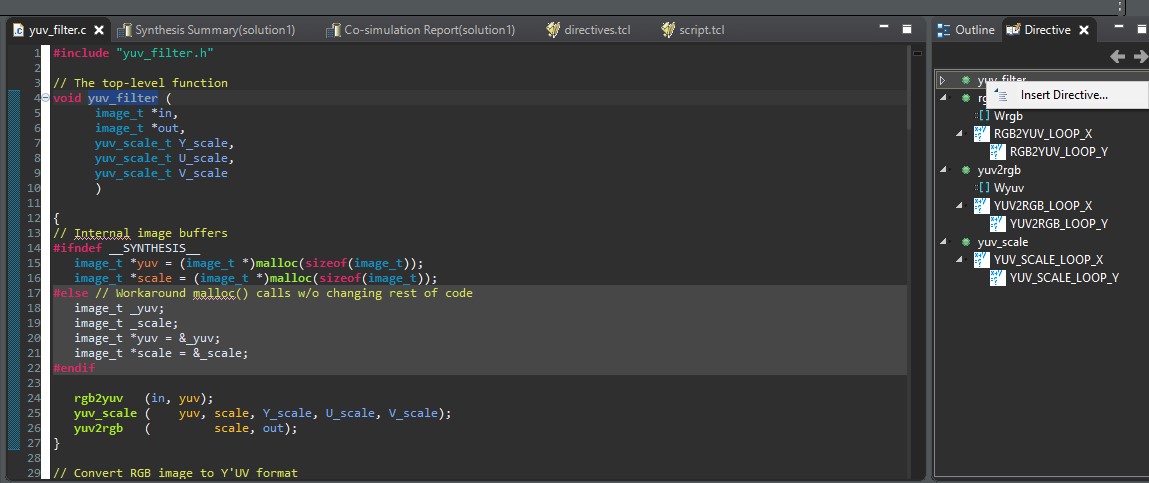 yuv_filter.c Synthesis Summary(solution1) Co-simulation Report(solution1) directives.tcl script.tcl
1 #include "yuv_filter.h"
2
3 // The top-level function
4 void yuv_filter (
5 image_t *in,
6 image_t *out,
7 yuv_scale_t Y_scale,
8 yuv_scale_t U_scale,
9 yuv_scale_t V_scale
10 )
11
12 {
13 // Internal image buffers
14 #ifndef __SYNTHESIS__
15 image_t *yuv = (image_t *)malloc(sizeof(image_t));
16 image_t *scale = (image_t *)malloc(sizeof(image_t));
17 #else // Workaround malloc() calls w/o changing rest of code
18 image_t _yuv;
19 image_t _scale;
20 image_t *yuv = &_yuv;
21 image_t *scale = &_scale;
22 #endif
23
24 rgb2yuv (in, yuv);
25 yuv_scale ( yuv, scale, Y_scale, U_scale, V_scale);
26 yuv2rgb ( scale, out);
27 }
28
29 // Convert RGB image to Y'UV format
Outline Directive
yuv_filter
Insert Directive...
Wrgb
RGB2YUV_LOOP_X
RGB2YUV_LOOP_Y
yuv2rgb
Wyuv
YUV2RGB_LOOP_X
YUV2RGB_LOOP_Y
yuv_scale
YUV_SCALE_LOOP_X
YUV_SCALE_LOOP_Y